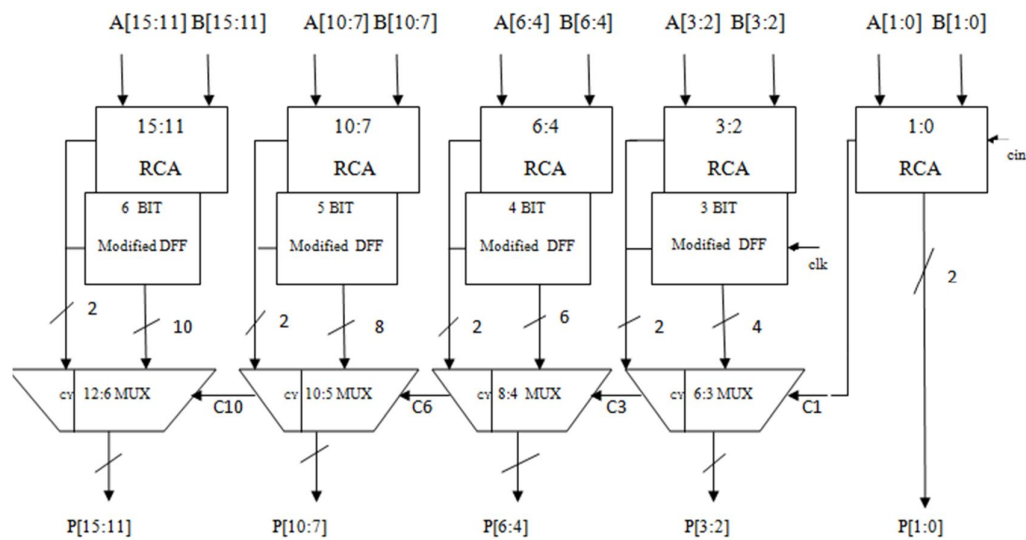 A[15:11] B[15:11] A[10:7] B[10:7] A[6:4] B[6:4] A[3:2] B[3:2] A[1:0] B[1:0]
15:11 10:7 6:4 3:2 1:0
RCA RCA RCA RCA RCA
cin
6 BIT 5 BIT 4 BIT 3 BIT
Modified DFF Modified DFF Modified DFF Modified DFF
clk
2 10 2 8 2 6 2 4 2
CY 12:6 MUX C10 CY 10:5 MUX C6 CY 8:4 MUX C3 CY 6:3 MUX C1
P[15:11] P[10:7] P[6:4] P[3:2] P[1:0]